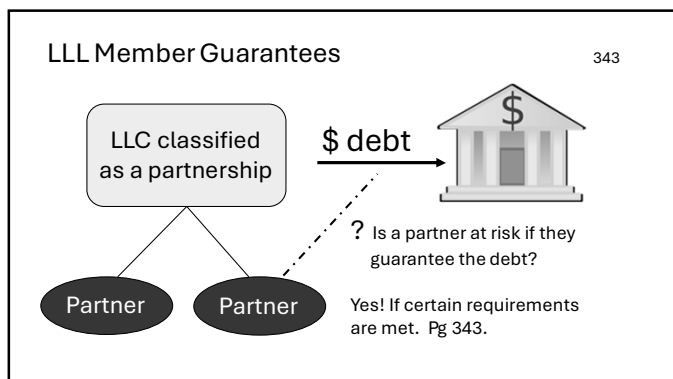 LLL Member Guarantees
343
LLC classified
as a partnership
$ debt
$
? Is a partner at risk if they
guarantee the debt?
Partner
Partner
Yes! If certain requirements
are met. Pg 343.